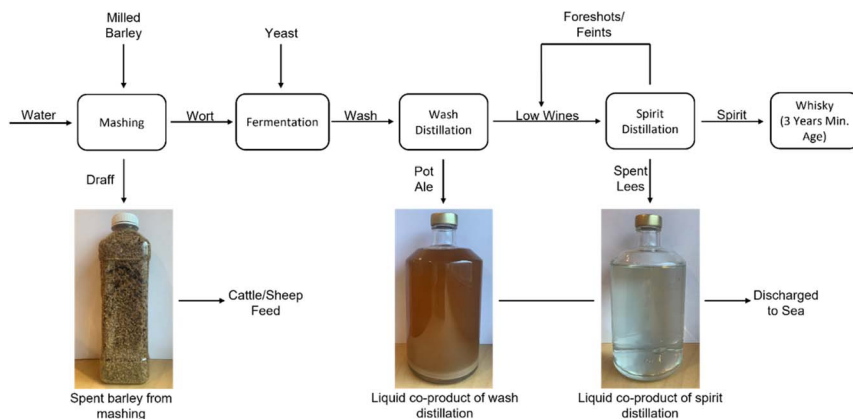 Milled
Barley
Yeast
Foreshots/
Feints
Water
Mashing
Wort
Fermentation
Wash
Wash
Distillation
Low Wines
Spirit
Distillation
Spirit
Whisky
(3 Years Min.
Age)
Draff
Pot
Ale
Spent
Lees
Cattle/Sheep
Feed
Discharged
to Sea
Spent barley from
mashing
Liquid co-product of wash
distillation
Liquid co-product of spirit
distillation